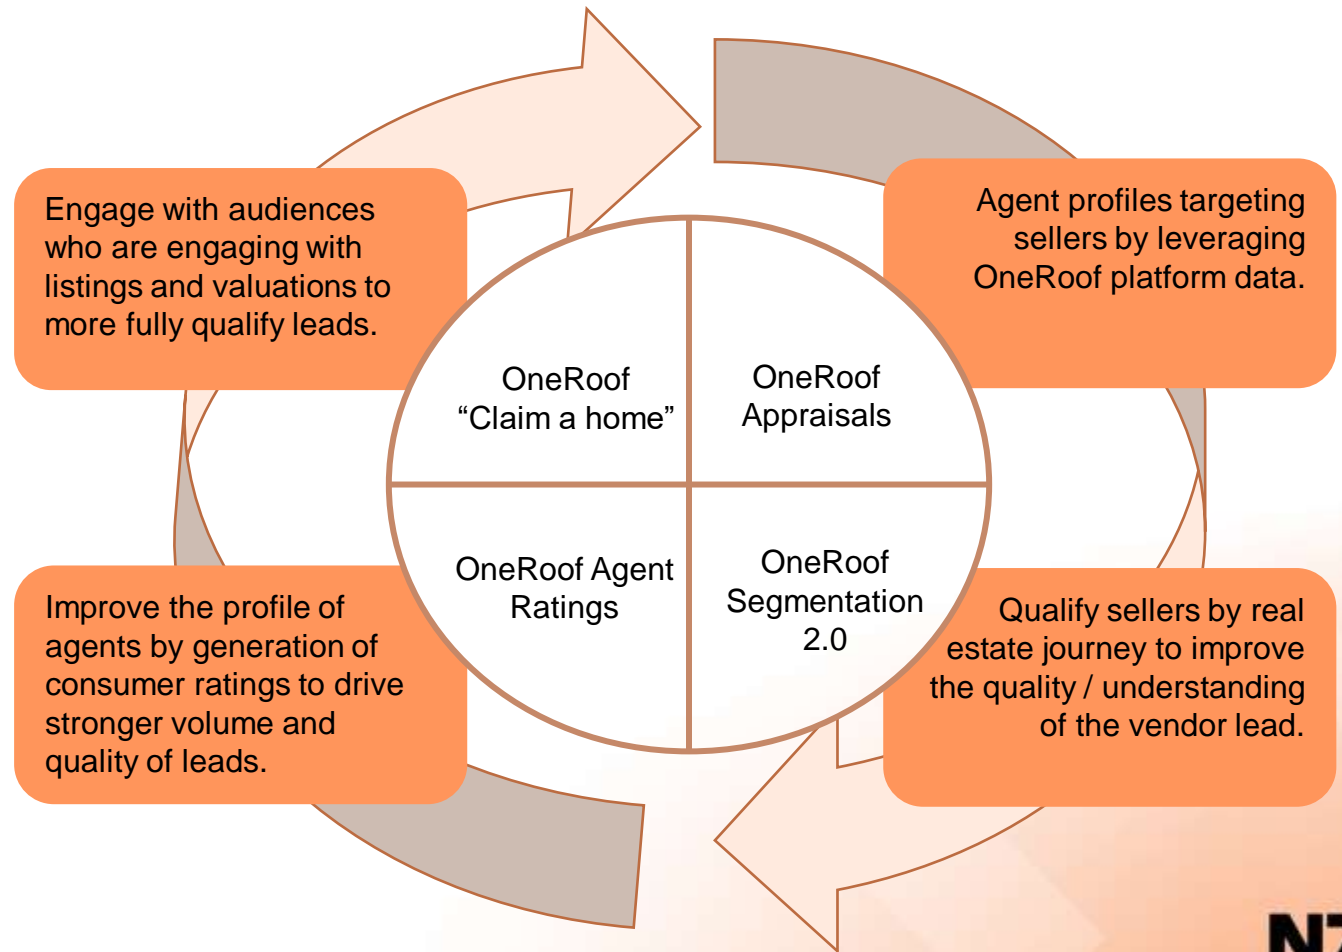 Engage with audiences
who are engaging with
listings and valuations to
more fully qualify leads.
Agent profiles targeting
sellers by leveraging
OneRoof platform data.
OneRoof
“Claim a home”
OneRoof
Appraisals
OneRoof Agent
Ratings
OneRoof
Segmentation
2.0
Improve the profile of
agents by generation of
consumer ratings to drive
stronger volume and
quality of leads.
Qualify sellers by real
estate journey to improve
the quality / understanding
of the vendor lead.